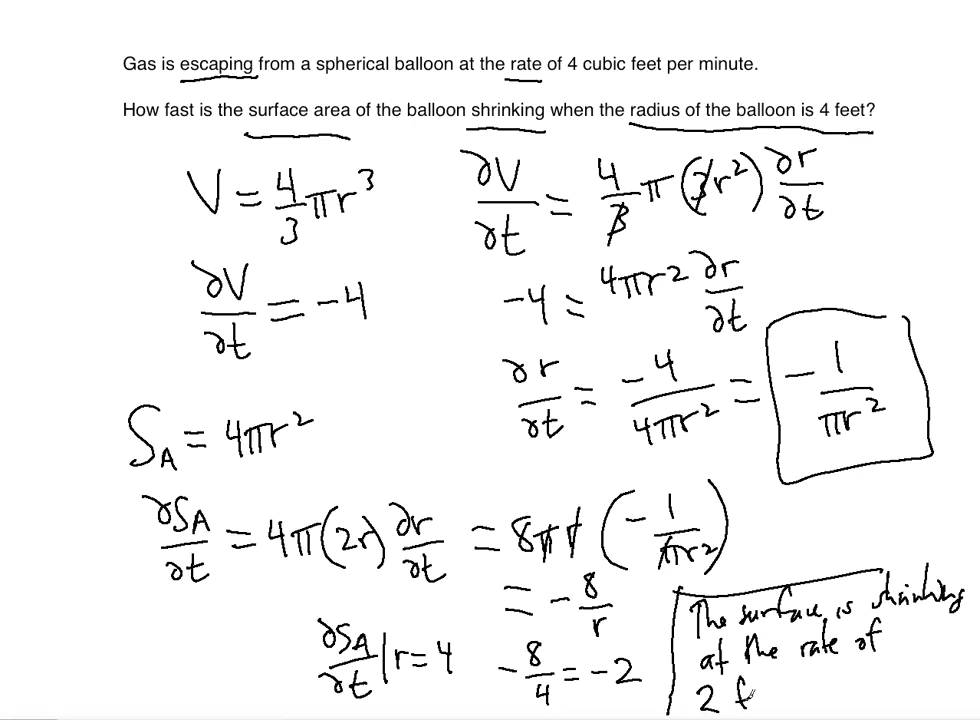 Gas is escaping from a spherical balloon at the rate of 4 cubic feet per minute.
How fast is the surface area of the balloon shrinking when the radius of the balloon is 4 feet?
V = 4/3 πr³
∂V/∂t = 4/3 π (3r²) ∂r/∂t
∂V/∂t = -4
-4 = 4πr² ∂r/∂t
∂r/∂t = -4/4πr² = -1/πr²
S_A = 4πr²
∂S_A/∂t = 4π(2r) ∂r/∂t = 8πr (-1/πr²)
= -8/r
∂S_A/∂t | r=4 -8/4 = -2
The surface is shrinking
at the rate of
2 f